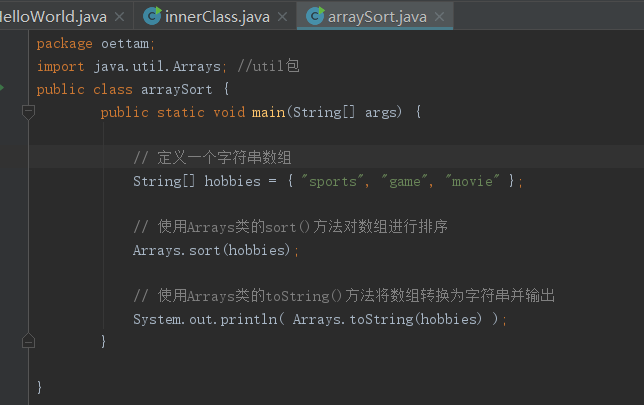 HelloWorld.java innerClass.java arraySort.java
package oettam;
import java.util.Arrays; //util包
public class arraySort {
public static void main(String[] args) {
// 定义一个字符串数组
String[] hobbies = { "sports", "game", "movie" };
// 使用Arrays类的sort()方法对数组进行排序
Arrays.sort(hobbies);
// 使用Arrays类的toString()方法将数组转换为字符串并输出
System.out.println( Arrays.toString(hobbies) );
}
}